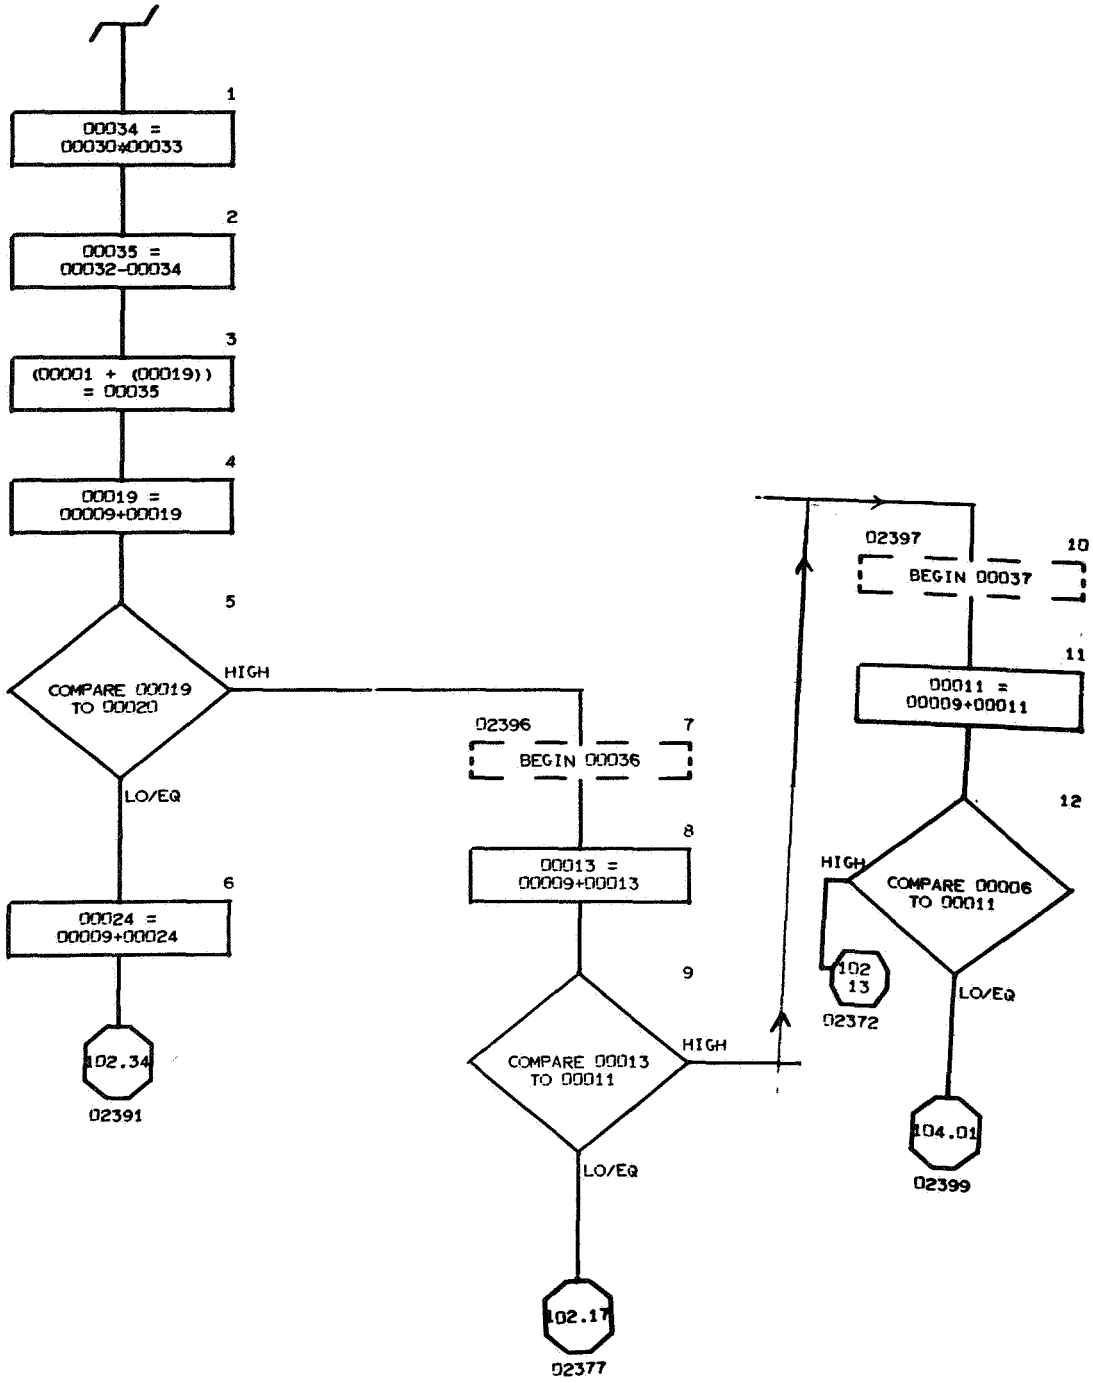 1
00034 =
00030*00033
2
00035 =
00032-00034
3
(00001 + (00019))
= 00035
4
00019 =
00009+00019
5
COMPARE 00019
TO 00020
HIGH
LO/EQ
6
00024 =
00009+00024
102.34
02391
02396
7
BEGIN 00036
8
00013 =
00009+00013
9
COMPARE 00013
TO 00011
HIGH
LO/EQ
102.17
02377
02397
10
BEGIN 00037
11
00011 =
00009+00011
12
COMPARE 00006
TO 00011
HIGH
102
13
02372
LO/EQ
104.01
02399